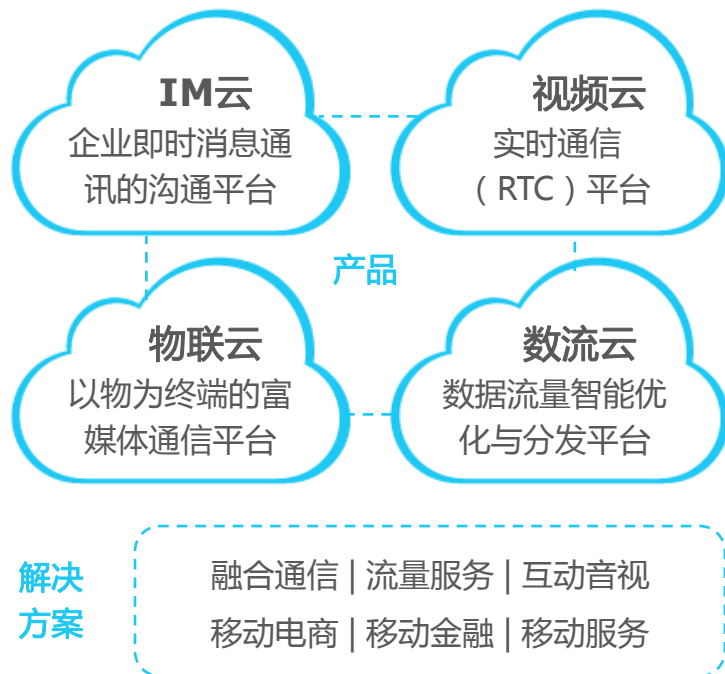 IM云
企业即时消息通
讯的沟通平台
视频云
实时通信
（RTC）平台
产品
物联云
以物为终端的富
媒体通信平台
数流云
数据流量智能优
化与分发平台
解决
方案
融合通信 | 流量服务 | 互动音视
移动电商 | 移动金融 | 移动服务